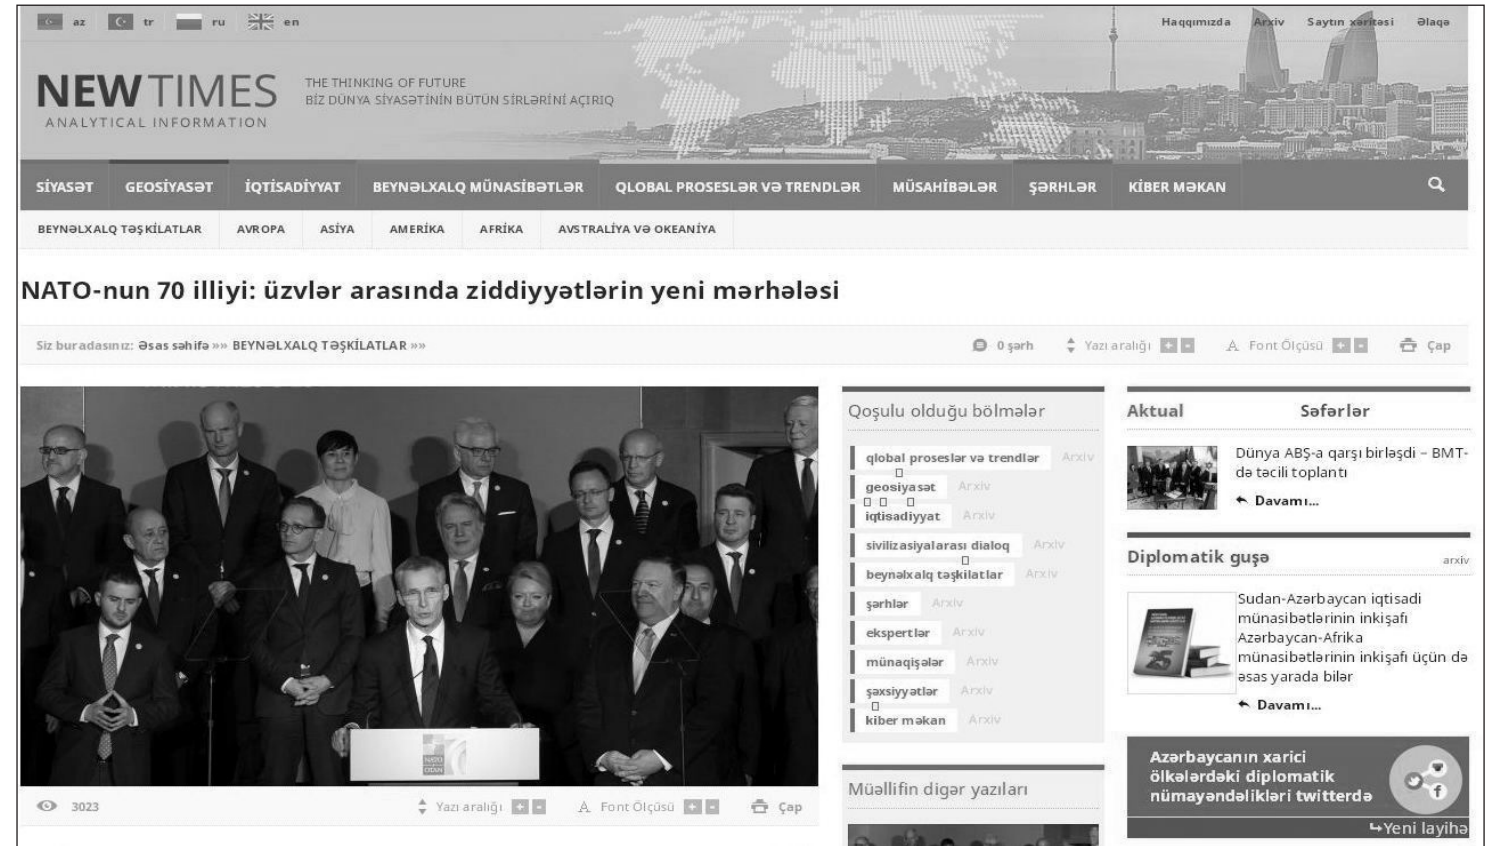 az tr ru en
Haqqımızda Arxiv Saytın xəritəsi Əlaqə
NEWTIMES
ANALYTICAL INFORMATION
THE THINKING OF FUTURE
BİZ DÜNYA SİYASƏTİNİN BÜTÜN SİRLƏRİNİ AÇIRIQ
SİYASƏT GEOSİYASƏT İQTİSADİYYAT BEYNƏLXALQ MÜNASİBƏTLƏR QLOBAL PROSESLƏR VƏ TRENDLƏR MÜSAHİBƏLƏR ŞƏRHLƏR KİBER MƏKAN
BEYNƏLXALQ TƏŞKİLATLAR AVROPA ASİYA AMERİKA AFRİKA AVSTRALİYA VƏ OKEANİYA
NATO-nun 70 illiyi: üzvlər arasında ziddiyyətlərin yeni mərhələsi
Siz buradasınız: Əsas səhifə »» BEYNƏLXALQ TƏŞKİLATLAR »»
0 şərh Yazı aralığı + - A Font Ölçüsü + - Çap
NATO
OTAN
3023 Yazı aralığı + - A Font Ölçüsü + - Çap
Qoşulu olduğu bölmələr
qlobal proseslər və trendlər Arxiv
geosiyasət Arxiv
iqtisadiyyat Arxiv
sivilizasiyalarası dialoq Arxiv
beynəlxalq təşkilatlar Arxiv
şərhlər Arxiv
ekspertlər Arxiv
münaqişələr Arxiv
şəxsiyyətlər Arxiv
kiber məkan Arxiv
Müəllifin digər yazıları
Aktual Səfərlər
Dünya ABŞ-a qarşı birləşdi – BMT-
də təcili toplantı
Davamı...
Diplomatik guşə arxiv
Sudan-Azərbaycan iqtisadi
münasibətlərinin inkişafı
Azərbaycan-Afrika
münasibətlərinin inkişafı üçün də
əsas yarada bilər
Davamı...
Azərbaycanın xarici
ölkələrdəki diplomatik
nümayəndəlikləri twitterdə
Yeni layihə